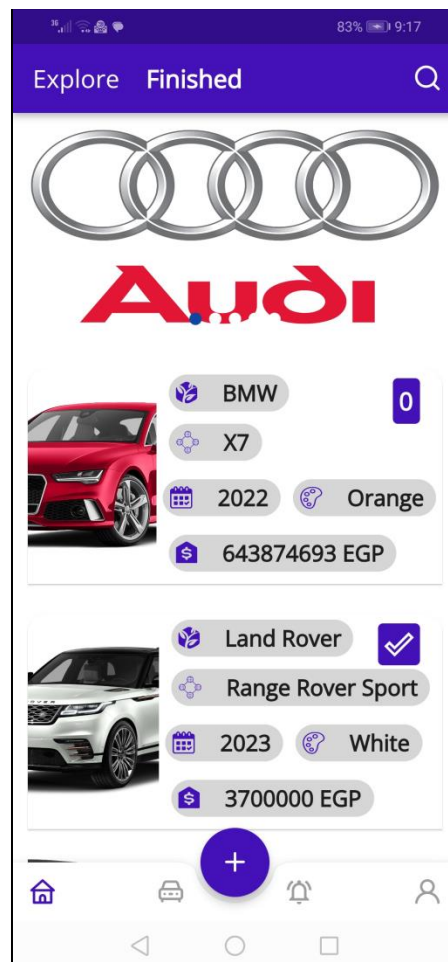 36 83% 9:17
Explore Finished
Audi
BMW 0
X7
2022 Orange
643874693 EGP
Land Rover
Range Rover Sport
2023 White
3700000 EGP
+